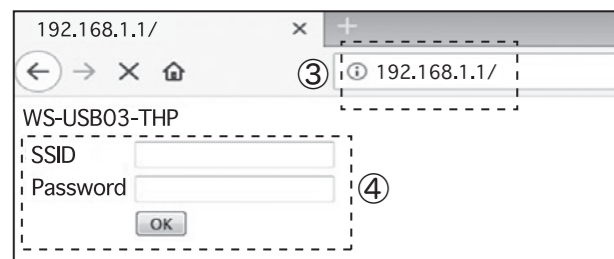 192.168.1.1/
③ 192.168.1.1/
WS-USB03-THP
SSID
Password
④
OK